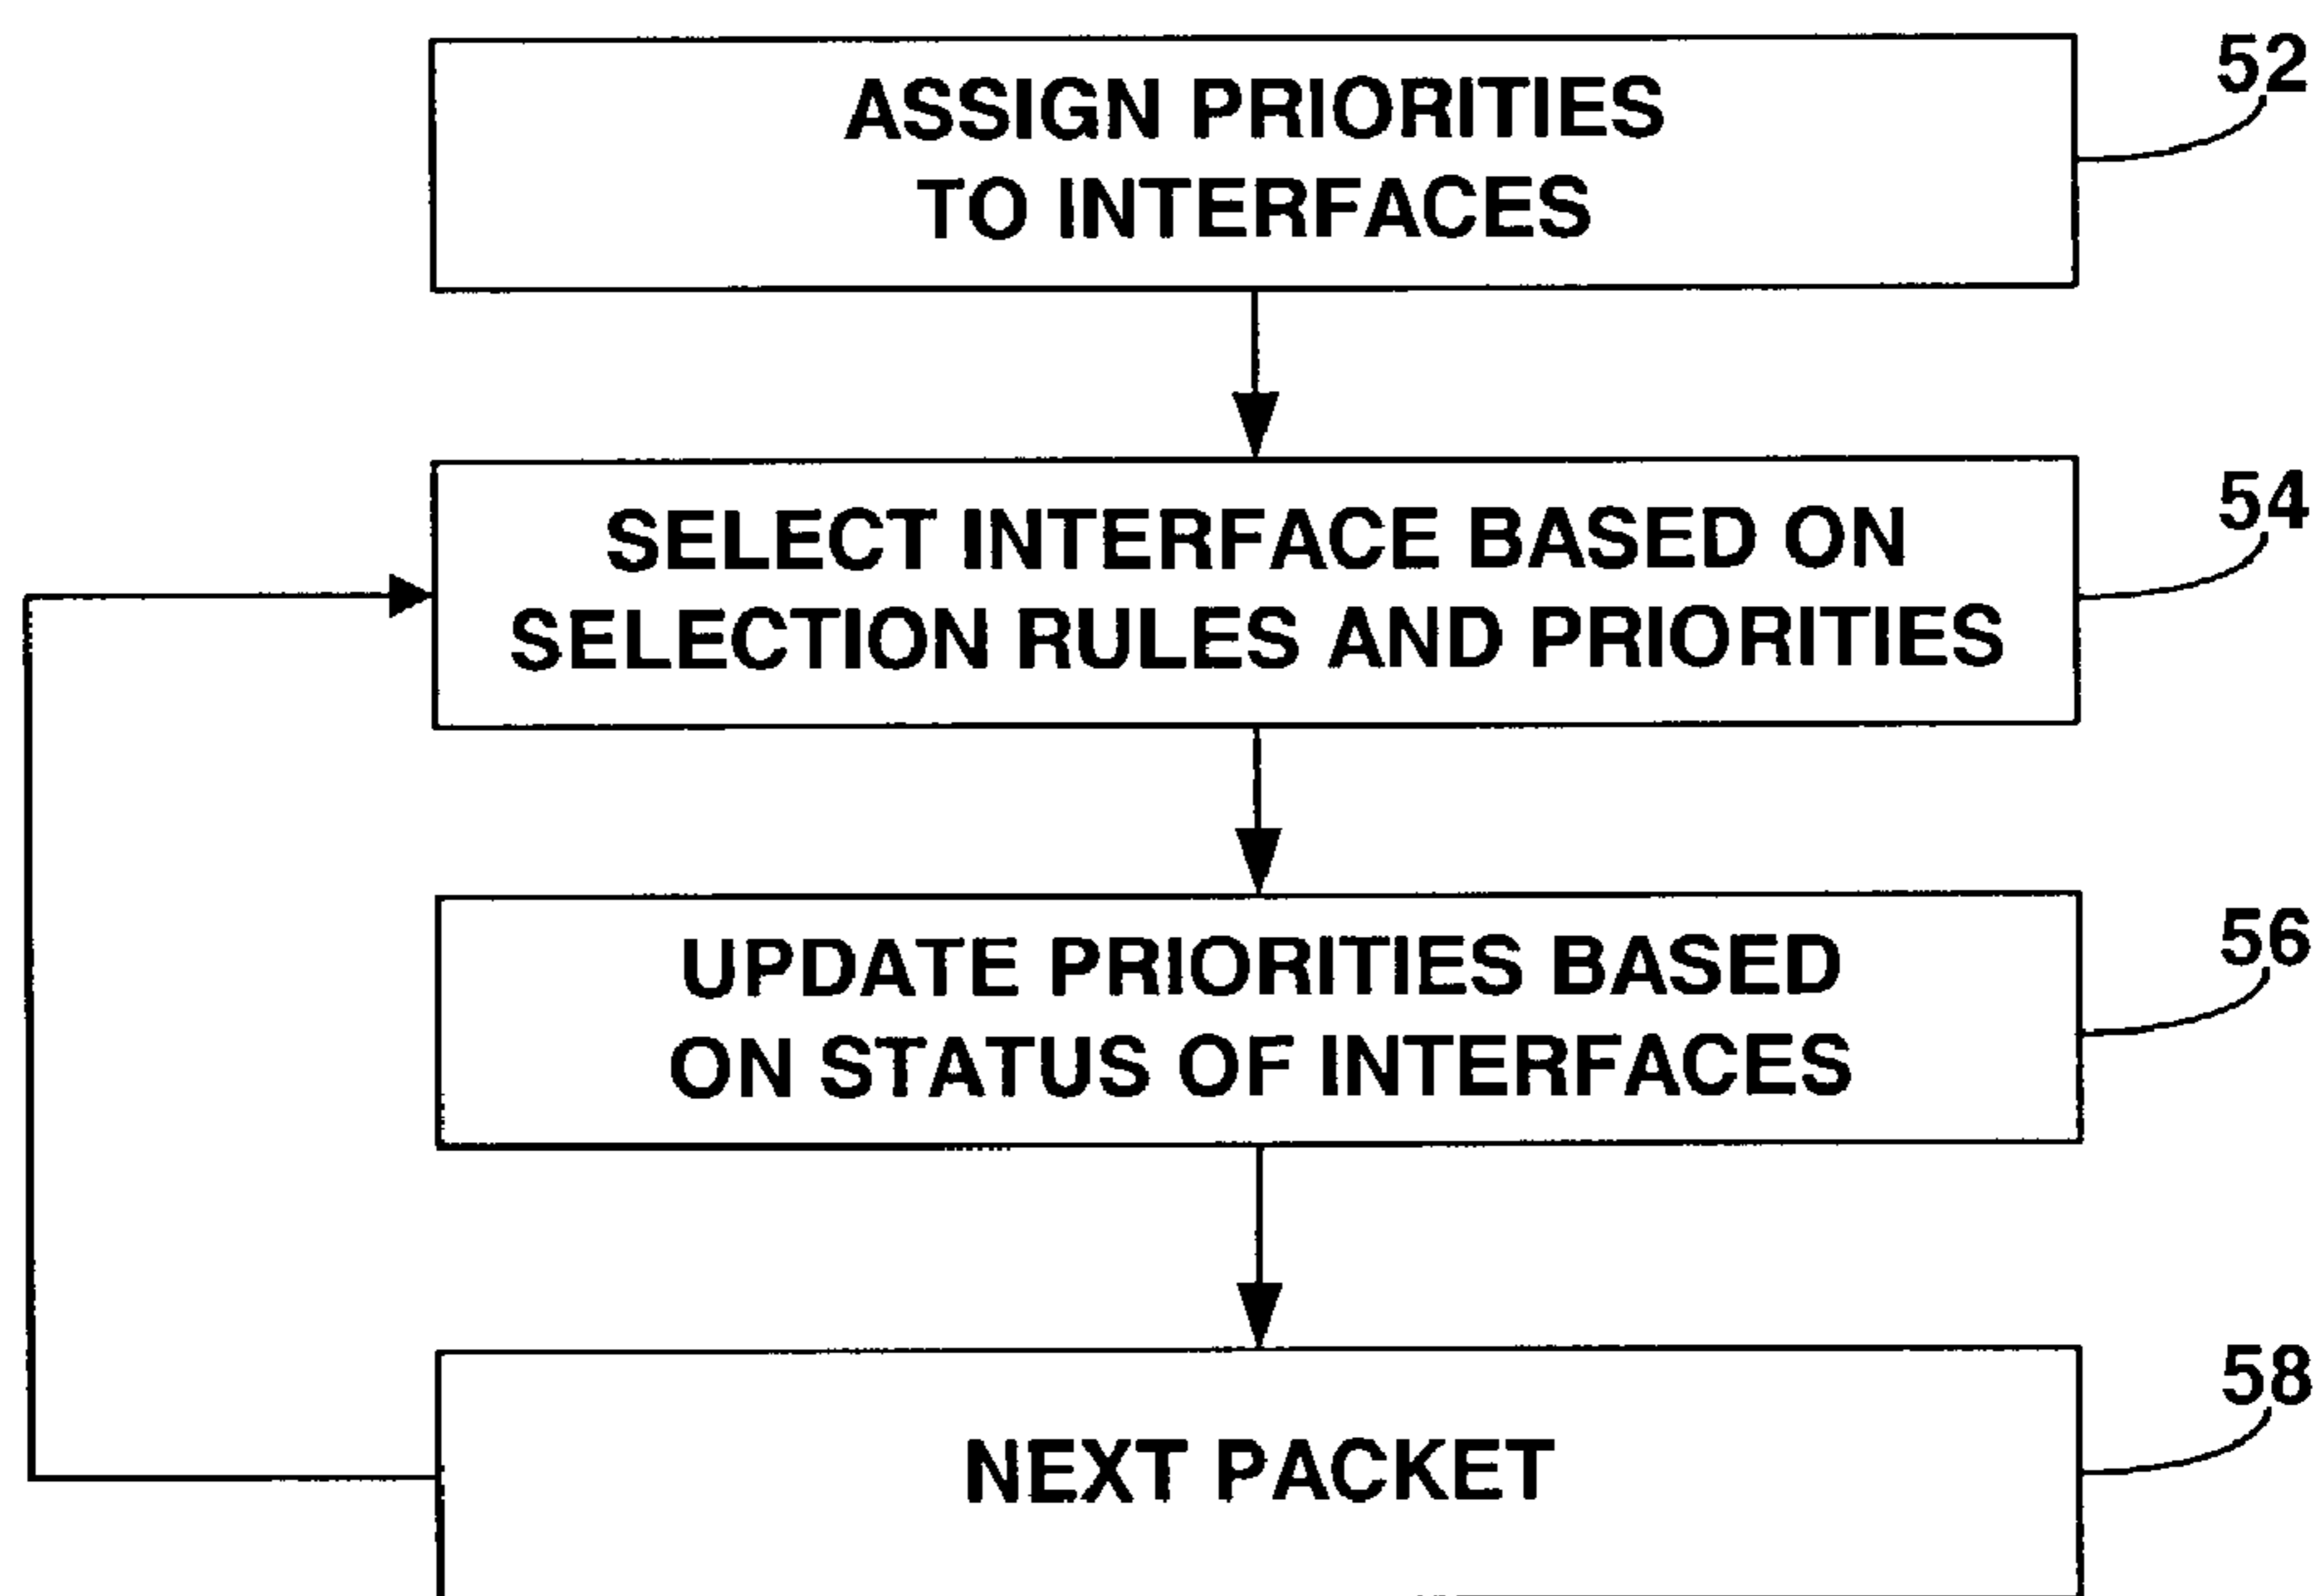 ASSIGN PRIORITIES
TO INTERFACES
52
SELECT INTERFACE BASED ON
SELECTION RULES AND PRIORITIES
54
UPDATE PRIORITIES BASED
ON STATUS OF INTERFACES
56
NEXT PACKET
58